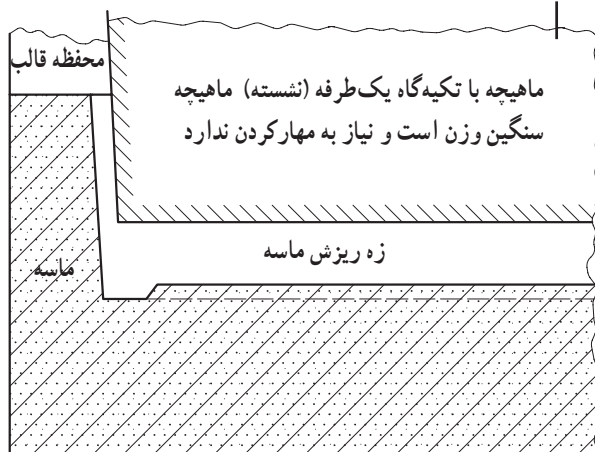 محفظه قالب
ماهیچه با تکیه‌گاه یک‌طرفه (نشسته) ماهیچه
سنگین وزن است و نیاز به مهارکردن ندارد
زه ریزش ماسه
ماسه